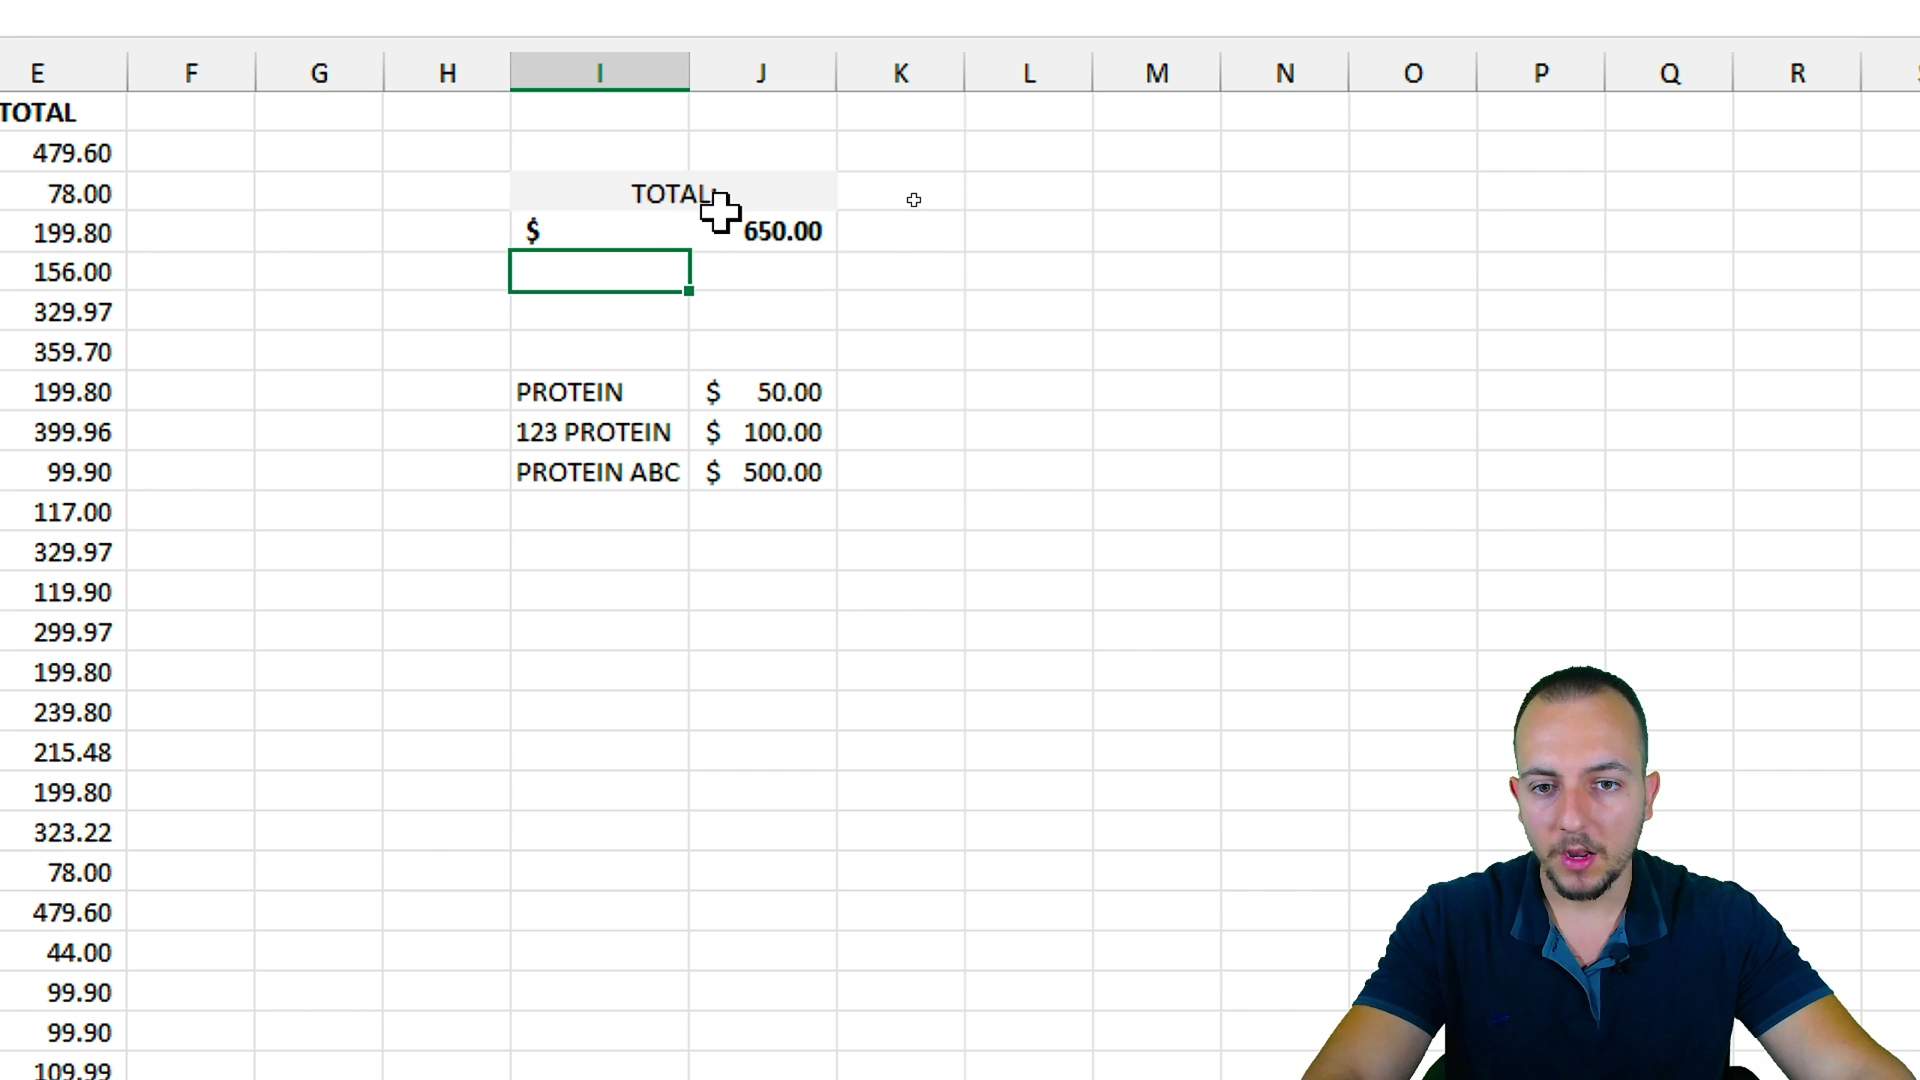 E F G H I J K L M N O P Q R
TOTAL
479.60
78.00 TOTAL
199.80 $ 650.00
156.00
329.97
359.70
199.80 PROTEIN $ 50.00
399.96 123 PROTEIN $ 100.00
99.90 PROTEIN ABC $ 500.00
117.00
329.97
119.90
299.97
199.80
239.80
215.48
199.80
323.22
78.00
479.60
44.00
99.90
99.90
109.99